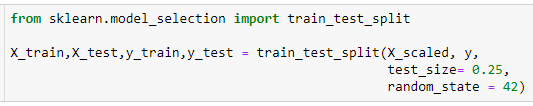 from sklearn.model_selection import train_test_split
X_train,X_test,y_train,y_test = train_test_split(X_scaled, y,
test_size= 0.25,
random_state = 42)